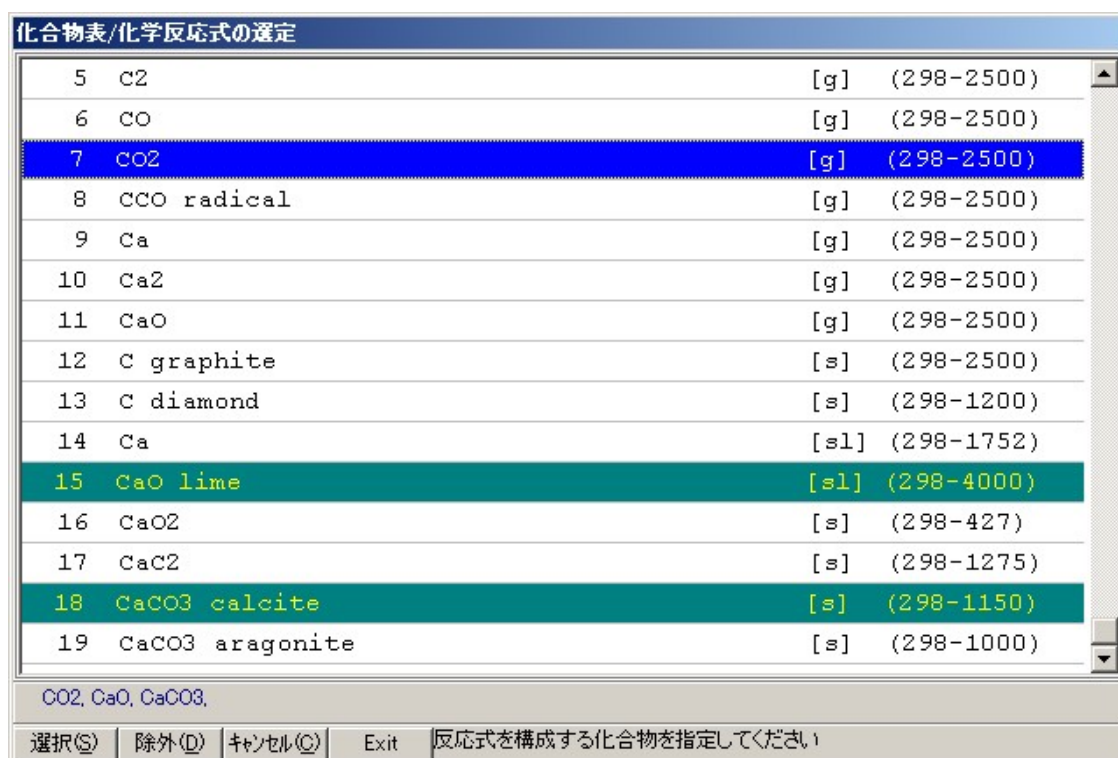 化合物表/化学反応式の選定
5 C2 [g] (298-2500)
6 CO [g] (298-2500)
7 CO2 [g] (298-2500)
8 CCO radical [g] (298-2500)
9 Ca [g] (298-2500)
10 Ca2 [g] (298-2500)
11 CaO [g] (298-2500)
12 C graphite [s] (298-2500)
13 C diamond [s] (298-1200)
14 Ca [sl] (298-1752)
15 CaO lime [sl] (298-4000)
16 CaO2 [s] (298-427)
17 CaC2 [s] (298-1275)
18 CaCO3 calcite [s] (298-1150)
19 CaCO3 aragonite [s] (298-1000)
CO2, CaO, CaCO3,
選択(S) 除外(D) ｷｬﾝｾﾙ(C) Exit 反応式を構成する化合物を指定してください